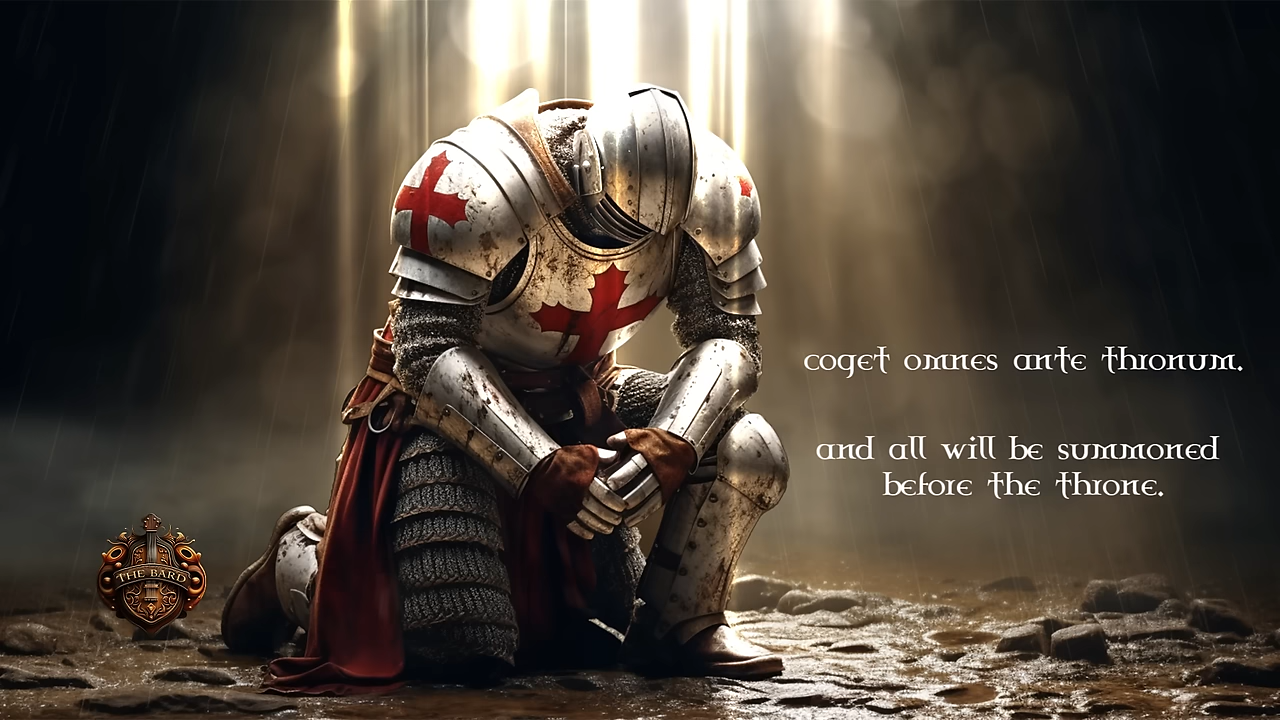 coget omnes ante thronum.
and all will be summoned
before the throne.
THE BARD